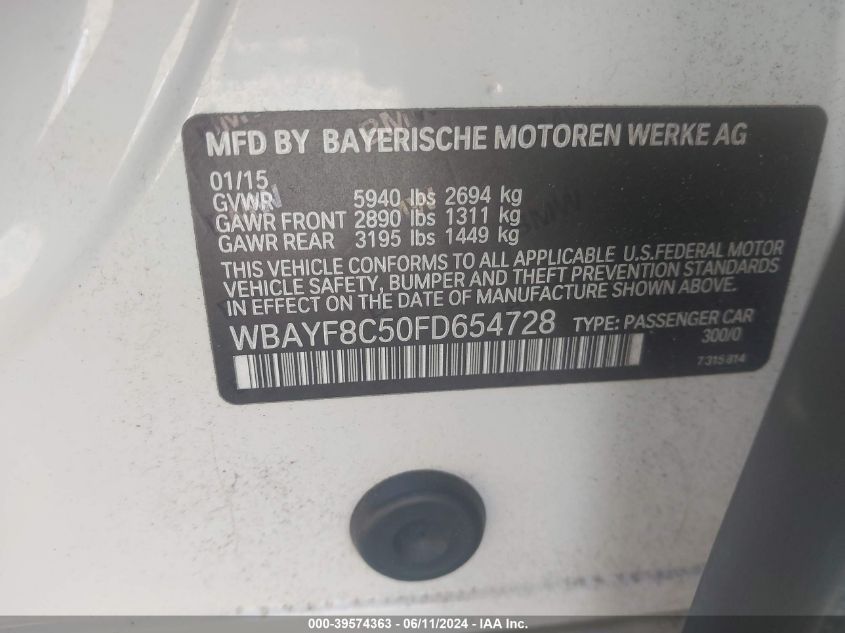 MFD BY BAYERISCHE MOTOREN WERKE AG
01/15
GVWR 5940 lbs 2694 kg
GAWR FRONT 2890 lbs 1311 kg
GAWR REAR 3195 lbs 1449 kg
THIS VEHICLE CONFORMS TO ALL APPLICABLE U.S.FEDERAL MOTOR
VEHICLE SAFETY, BUMPER AND THEFT PREVENTION STANDARDS
IN EFFECT ON THE DATE OF MANUFACTURE SHOWN ABOVE.
WBAYF8C50FD654728 TYPE: PASSENGER CAR
300/0
7315814
000-39574363 - 06/11/2024 - IAA Inc.